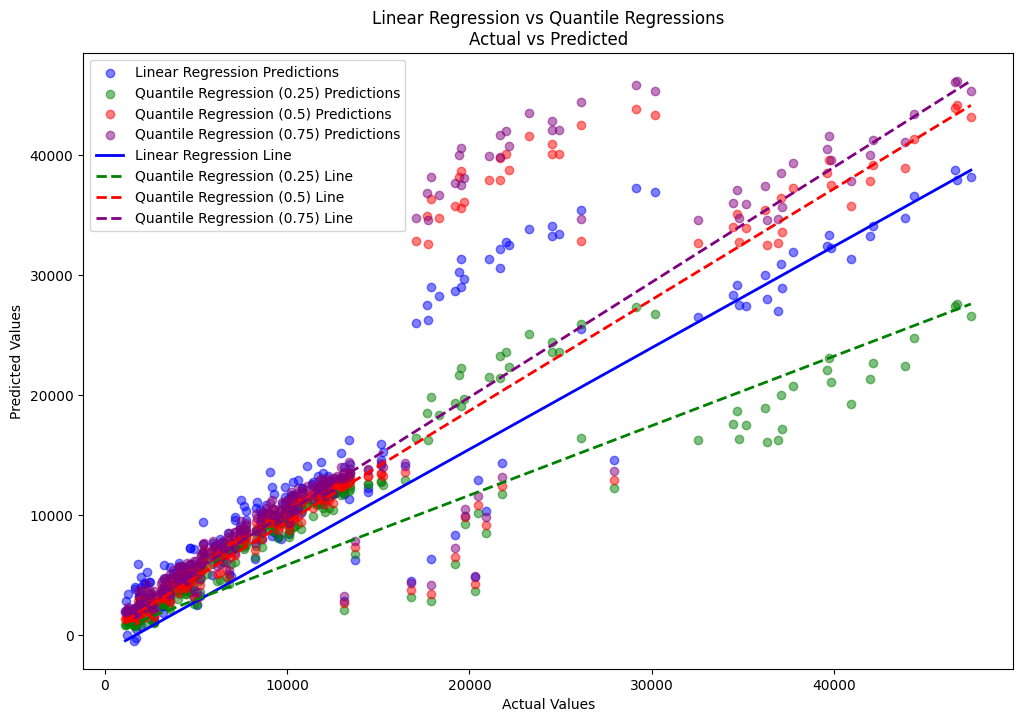 Linear Regression vs Quantile Regressions
Actual vs Predicted
Linear Regression Predictions
Quantile Regression (0.25) Predictions
Quantile Regression (0.5) Predictions
Quantile Regression (0.75) Predictions
Linear Regression Line
Quantile Regression (0.25) Line
Quantile Regression (0.5) Line
Quantile Regression (0.75) Line
Predicted Values
40000
30000
20000
10000
0
0
10000
20000
30000
40000
Actual Values